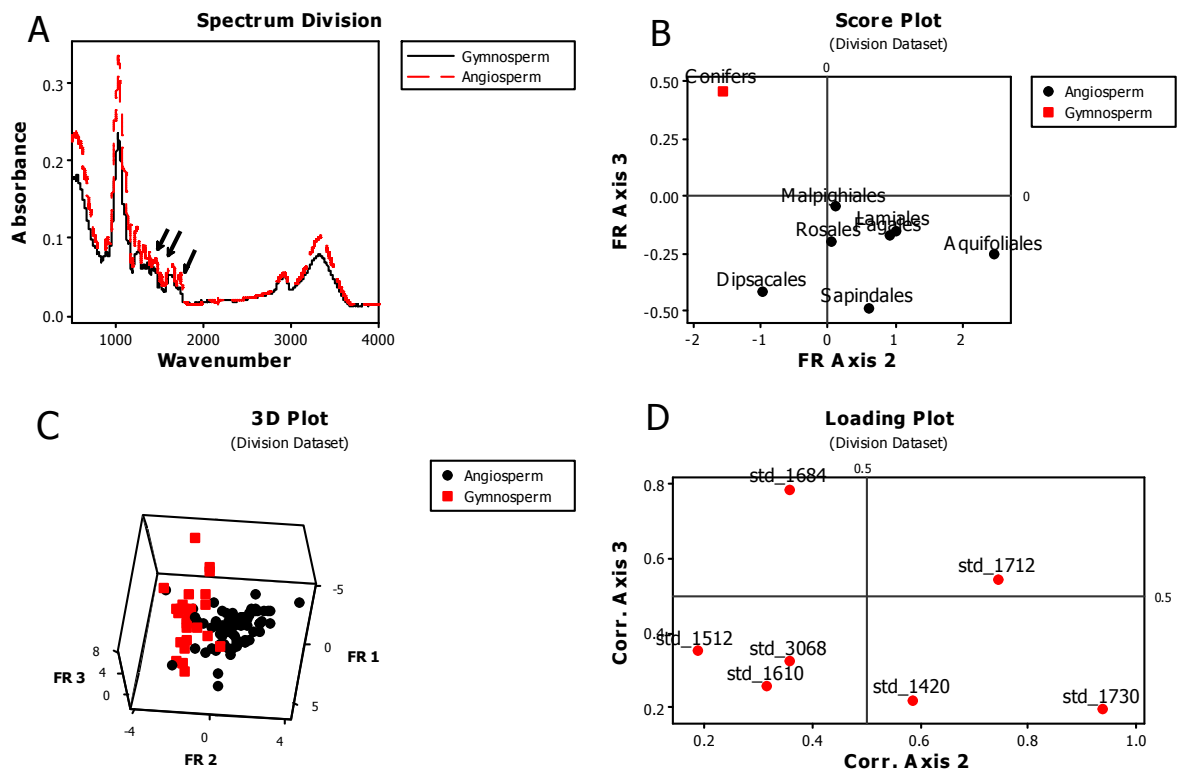 A
Spectrum Division
Absorbance
0.3
0.2
0.1
0.0
1000
2000
3000
4000
Wavenumber
Gymnosperm
Angiosperm
B
Score Plot
(Division Dataset)
0
FR Axis 3
0.50
0.25
0.00
-0.25
-0.50
Conifers
Malpighiales
Lamiales
Fagales
Rosales
Aquifoliales
Dipsacales
Sapindales
0
-2
-1
0
1
2
FR Axis 2
Angiosperm
Gymnosperm
C
3D Plot
(Division Dataset)
Angiosperm
Gymnosperm
-5
0
5
FR 1
8
4
0
FR 3
-4
0
4
FR 2
D
Loading Plot
(Division Dataset)
0.5
Corr. Axis 3
0.8
0.6
0.4
0.2
std_1684
std_1712
0.5
std_1512
std_3068
std_1610
std_1420
std_1730
0.2
0.4
0.6
0.8
1.0
Corr. Axis 2